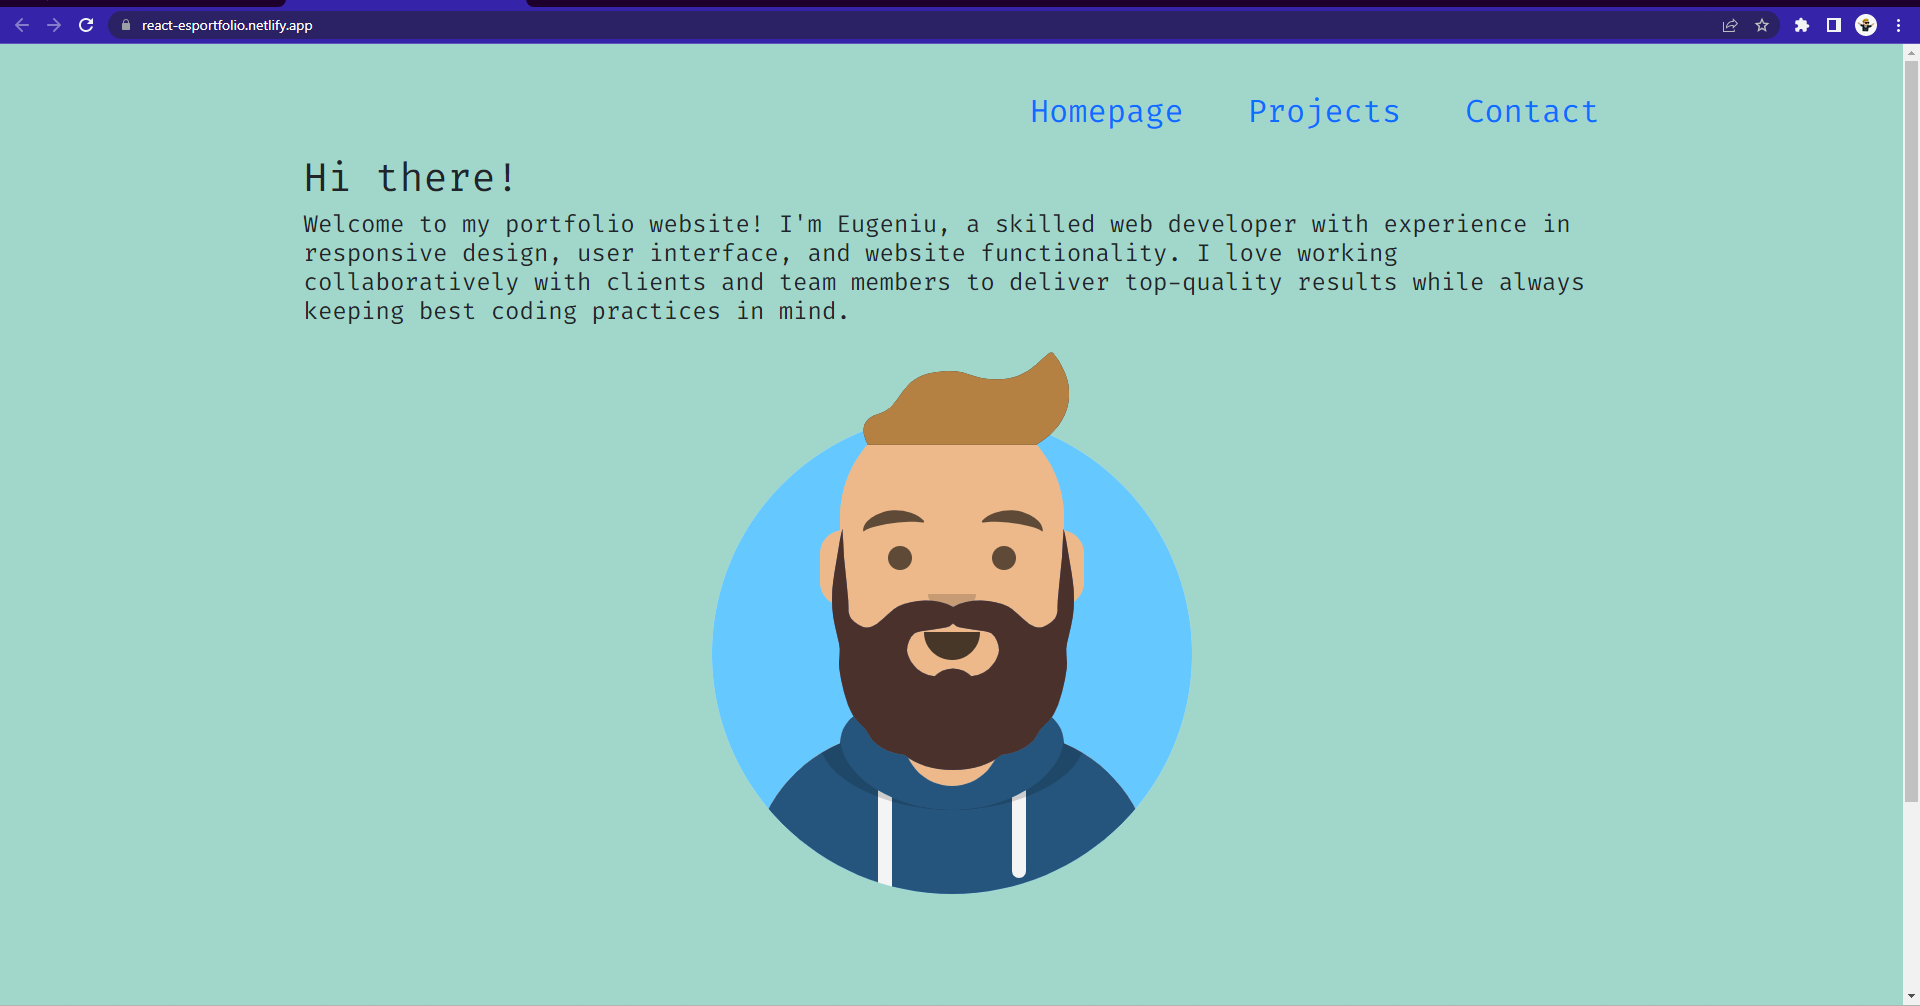 react-esportfolio.netlify.app
Homepage Projects Contact
Hi there!
Welcome to my portfolio website! I'm Eugeniu, a skilled web developer with experience in
responsive design, user interface, and website functionality. I love working
collaboratively with clients and team members to deliver top-quality results while always
keeping best coding practices in mind.